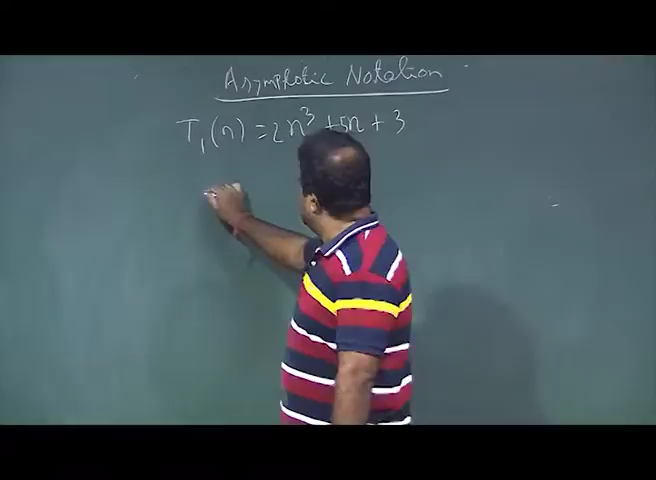 Asymptotic Notation
T₁(n) = 2n³ + 5n + 3